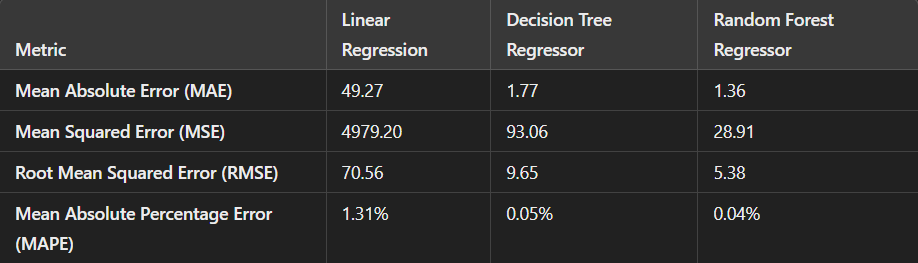 Metric Linear Regression Decision Tree Regressor Random Forest Regressor
Mean Absolute Error (MAE) 49.27 1.77 1.36
Mean Squared Error (MSE) 4979.20 93.06 28.91
Root Mean Squared Error (RMSE) 70.56 9.65 5.38
Mean Absolute Percentage Error (MAPE) 1.31% 0.05% 0.04%